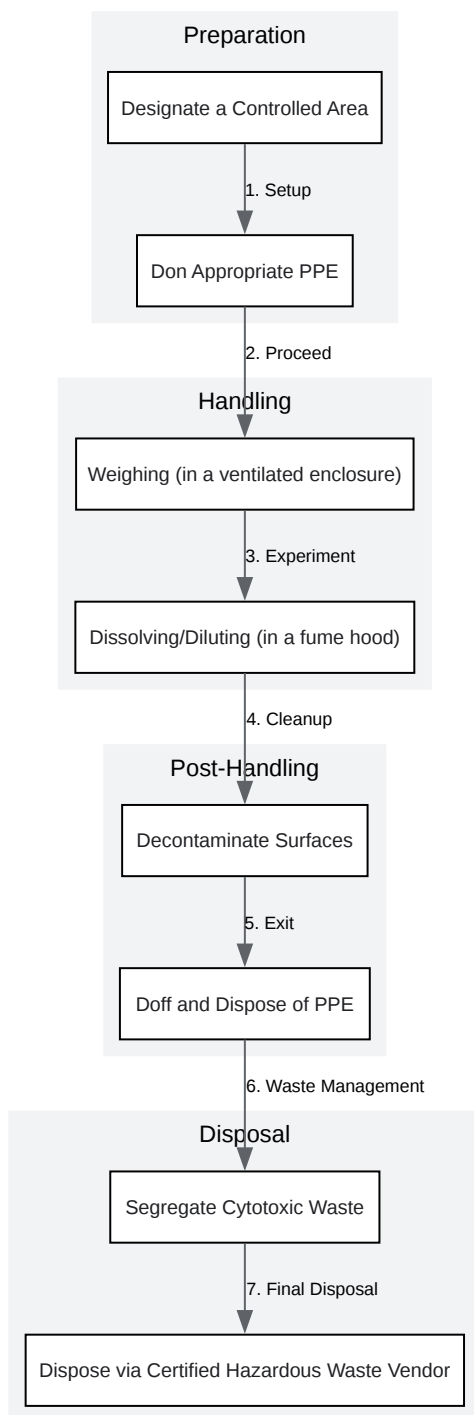 Preparation
Designate a Controlled Area
1. Setup
Don Appropriate PPE
2. Proceed
Handling
Weighing (in a ventilated enclosure)
3. Experiment
Dissolving/Diluting (in a fume hood)
4. Cleanup
Post-Handling
Decontaminate Surfaces
5. Exit
Doff and Dispose of PPE
6. Waste Management
Disposal
Segregate Cytotoxic Waste
7. Final Disposal
Dispose via Certified Hazardous Waste Vendor